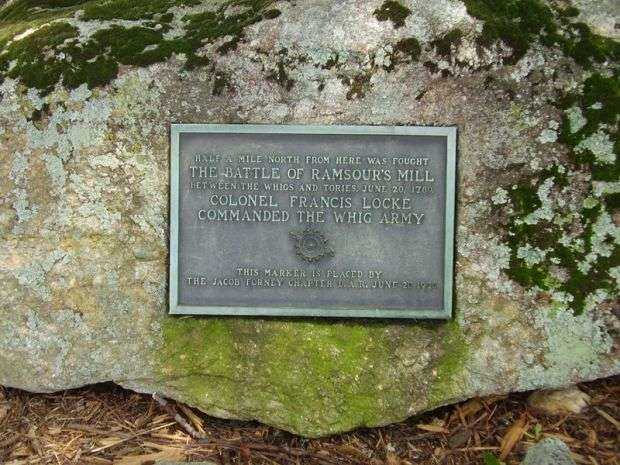 HALF A MILE NORTH FROM HERE WAS FOUGHT
THE BATTLE OF RAMSOUR'S MILL
BETWEEN THE WHIGS AND TORIES, JUNE 20, 1780
COLONEL FRANCIS LOCKE
COMMANDED THE WHIG ARMY
THIS MARKER IS PLACED BY
THE JACOB FORNEY CHAPTER D.A.R. JUNE